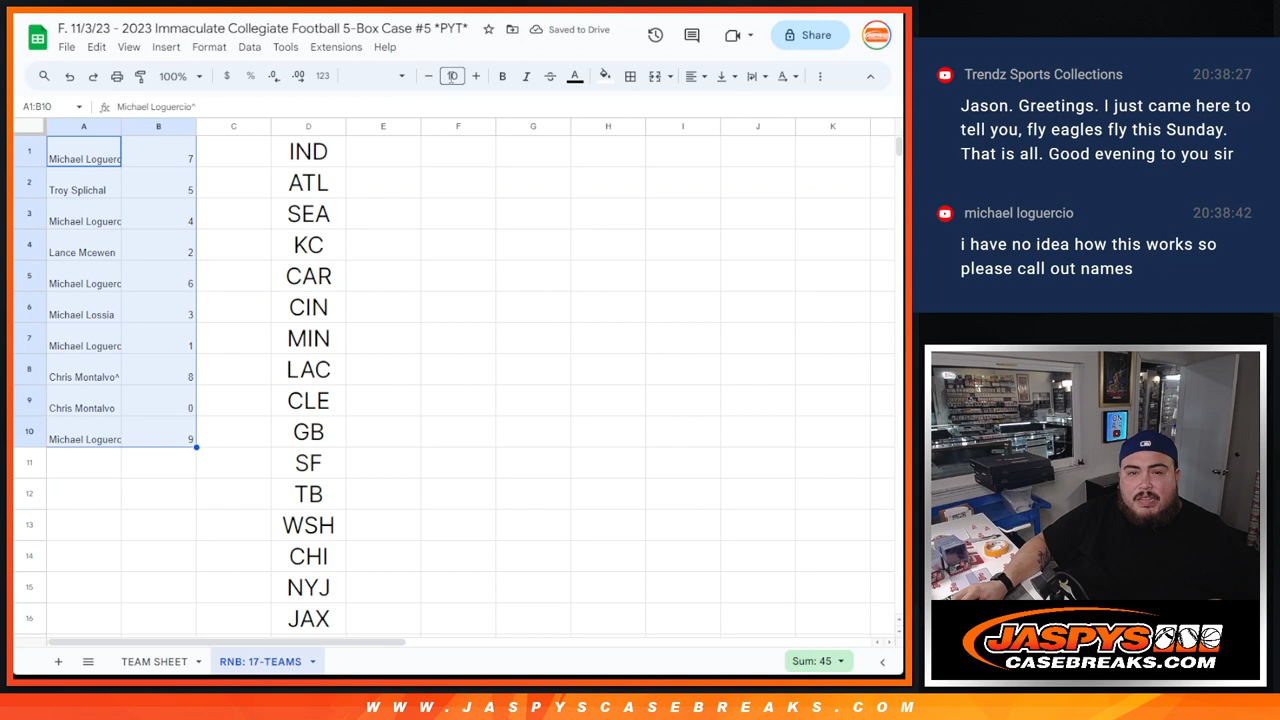 F. 11/3/23 - 2023 Immaculate Collegiate Football 5-Box Case #5 *PYT*
Saved to Drive
Share
File Edit View Insert Format Data Tools Extensions Help
100% $ % .0 .00 123 10 B I A
A1:B10 fx Michael Loguercio^
A B C D E F G H I J K
1 Michael Loguerc 7 IND
2 Troy Splichal 5 ATL
3 Michael Loguerc 4 SEA
4 Lance Mcewen 2 KC
5 Michael Loguerc 6 CAR
6 Michael Lossia 3 CIN
7 Michael Loguerc 1 MIN
8 Chris Montalvo^ 8 LAC
9 Chris Montalvo 0 CLE
10 Michael Loguerc 9 GB
11 SF
12 TB
13 WSH
14 CHI
15 NYJ
16 JAX
TEAM SHEET RNB: 17-TEAMS Sum: 45
Trendz Sports Collections 20:38:27
Jason. Greetings. I just came here to
tell you, fly eagles fly this Sunday.
That is all. Good evening to you sir
michael loguercio 20:38:42
i have no idea how this works so
please call out names
JASPYS
CASEBREAKS.COM
WWW.JASPYSCASEBREAKS.COM